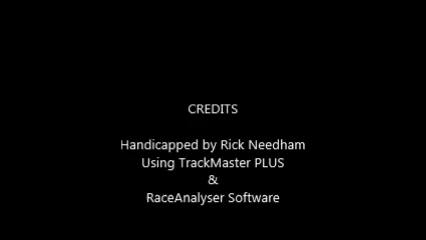 CREDITS
Handicapped by Rick Needham
Using TrackMaster PLUS
&
RaceAnalyser Software